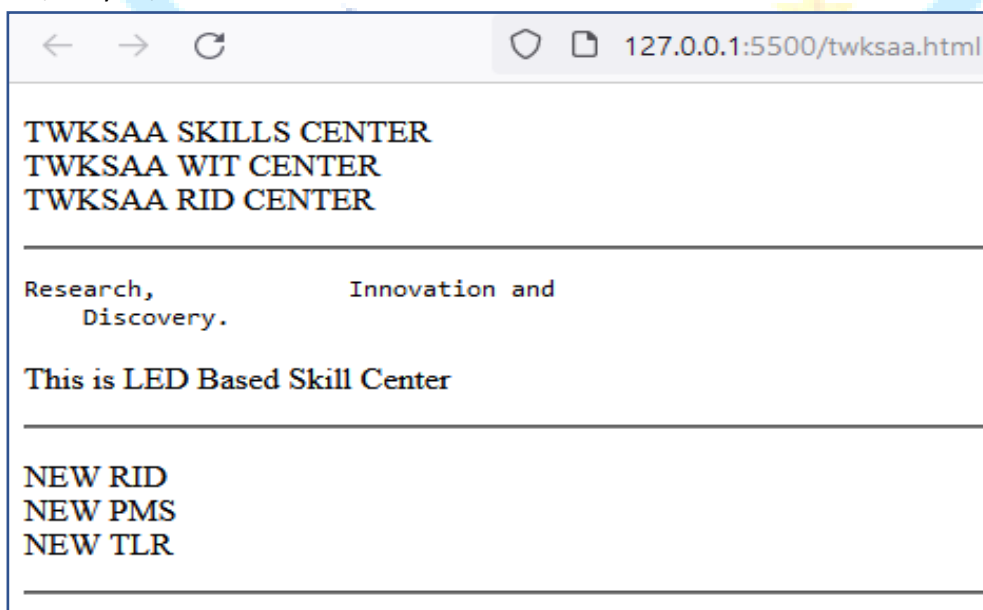 127.0.0.1:5500/twksaa.html
TWKSAA SKILLS CENTER
TWKSAA WIT CENTER
TWKSAA RID CENTER
Research,            Innovation and
    Discovery.
This is LED Based Skill Center
NEW RID
NEW PMS
NEW TLR